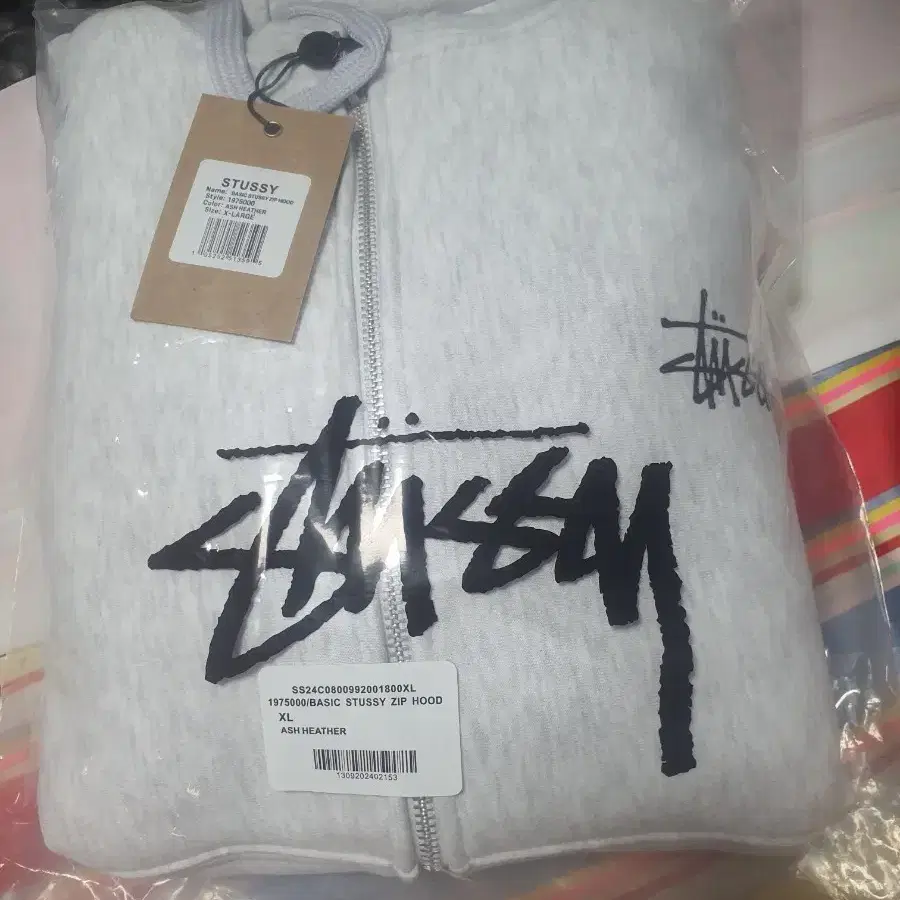 STUSSY
Name: BASIC STUSSY ZIP HOOD
Style: 1975000
Color: ASH HEATHER
Size: X-LARGE
Stüssy
Stüssy
SS24C0800992001800XL
1975000/BASIC STUSSY ZIP HOOD
XL
ASH HEATHER
1309202402153